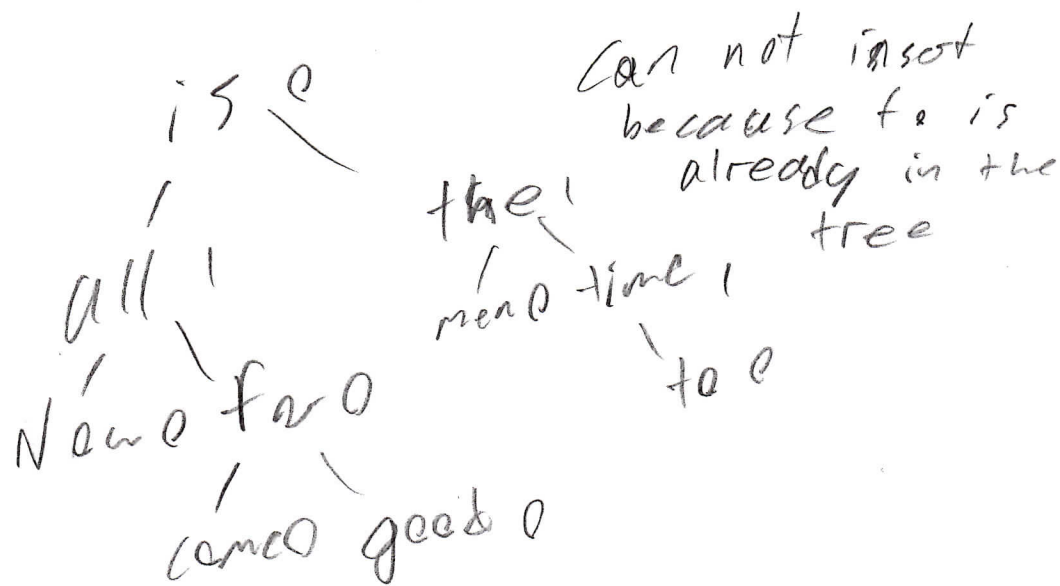 is 0
can not insert
because to is
already in the
tree
the 1
all 1
men 0 time 1
to 0
Now 0 for 0
come 0 good 0